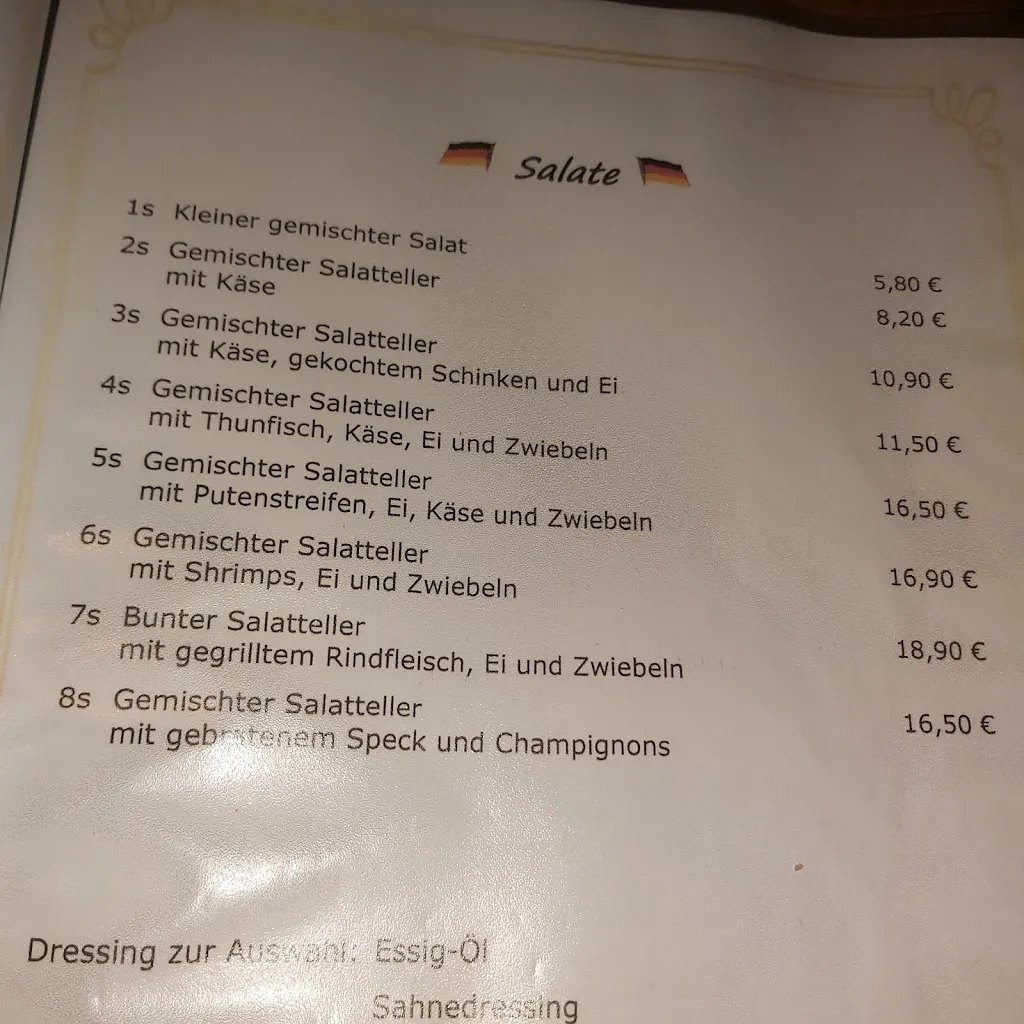 Salate
1s Kleiner gemischter Salat 5,80 €
2s Gemischter Salatteller 8,20 €
mit Käse
3s Gemischter Salatteller 10,90 €
mit Käse, gekochtem Schinken und Ei
4s Gemischter Salatteller 11,50 €
mit Thunfisch, Käse, Ei und Zwiebeln
5s Gemischter Salatteller 16,50 €
mit Putenstreifen, Ei, Käse und Zwiebeln
6s Gemischter Salatteller 16,90 €
mit Shrimps, Ei und Zwiebeln
7s Bunter Salatteller 18,90 €
mit gegrilltem Rindfleisch, Ei und Zwiebeln
8s Gemischter Salatteller 16,50 €
mit gebratenem Speck und Champignons
Dressing zur Auswahl: Essig-Öl
Sahnedressing